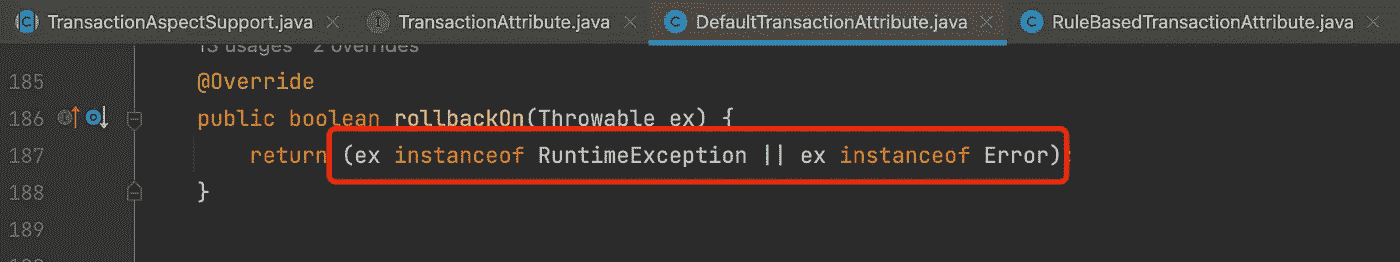 TransactionAspectSupport.java × TransactionAttribute.java × DefaultTransactionAttribute.java × RuleBasedTransactionAttribute.java ×
13 usages 2 overrides
185 @Override
186 public boolean rollbackOn(Throwable ex) {
187 return (ex instanceof RuntimeException || ex instanceof Error);
188 }
189